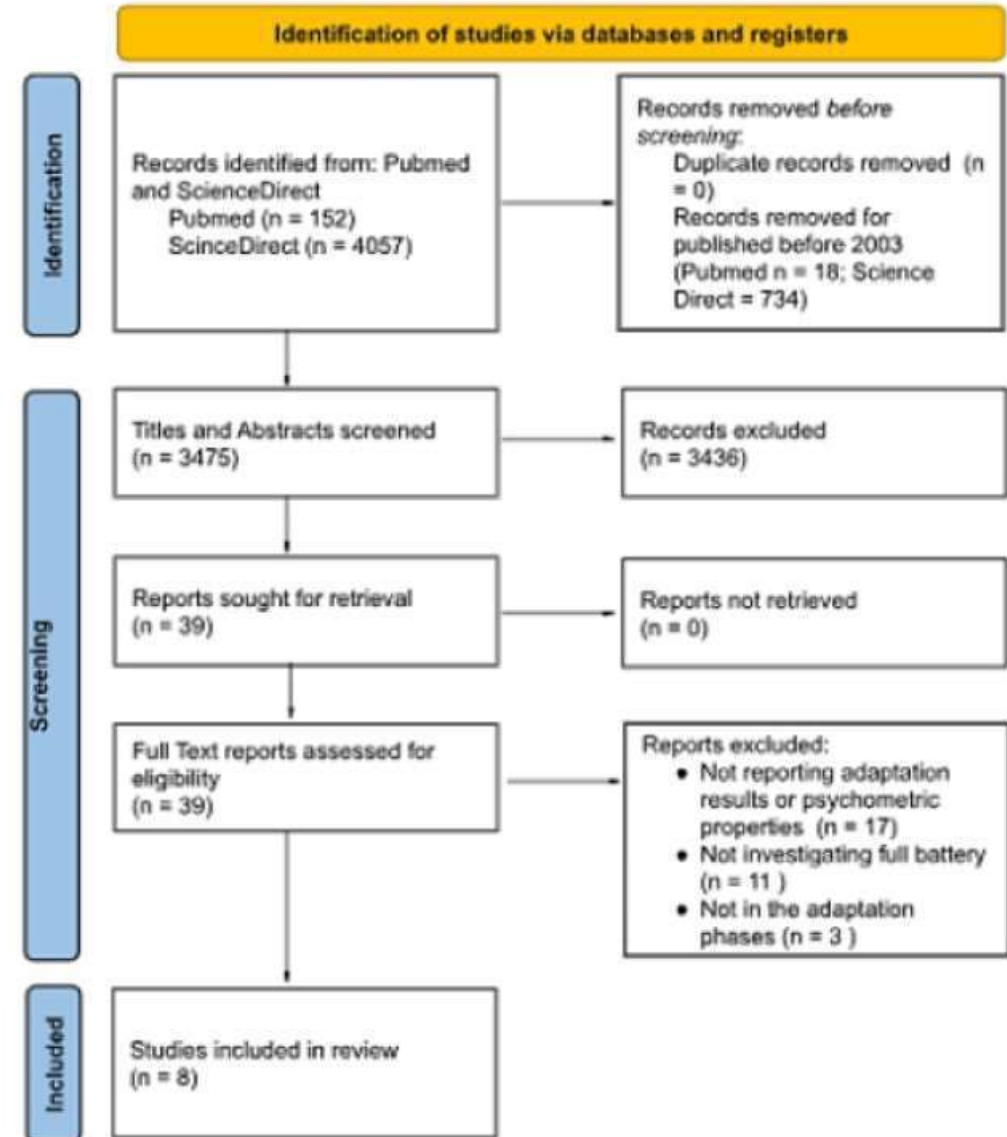 Identification of studies via databases and registers
Identification
Records identified from: Pubmed
and ScienceDirect
Pubmed (n = 152)
ScinceDirect (n = 4057)
Records removed before
screening:
Duplicate records removed (n
= 0)
Records removed for
published before 2003
(Pubmed n = 18; Science
Direct = 734)
Screening
Titles and Abstracts screened
(n = 3475)
Records excluded
(n = 3436)
Reports sought for retrieval
(n = 39)
Reports not retrieved
(n = 0)
Full Text reports assessed for
eligibility
(n = 39)
Reports excluded:
● Not reporting adaptation
results or psychometric
properties (n = 17)
● Not investigating full battery
(n = 11 )
● Not in the adaptation
phases (n = 3 )
Included
Studies included in review
(n = 8)